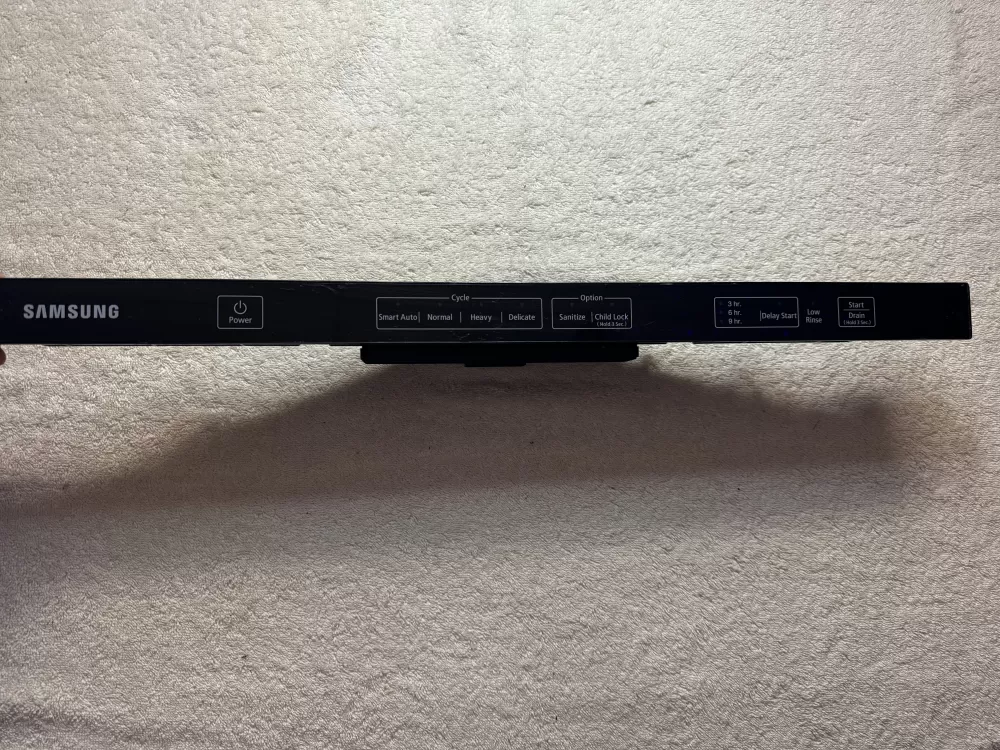 SAMSUNG
Power
Cycle
Smart Auto Normal Heavy Delicate
Option
Sanitize Child Lock
(Hold 3 Sec.)
3 hr.
6 hr.
9 hr.
Delay Start
Low
Rinse
Start
Drain
(Hold 3 Sec.)